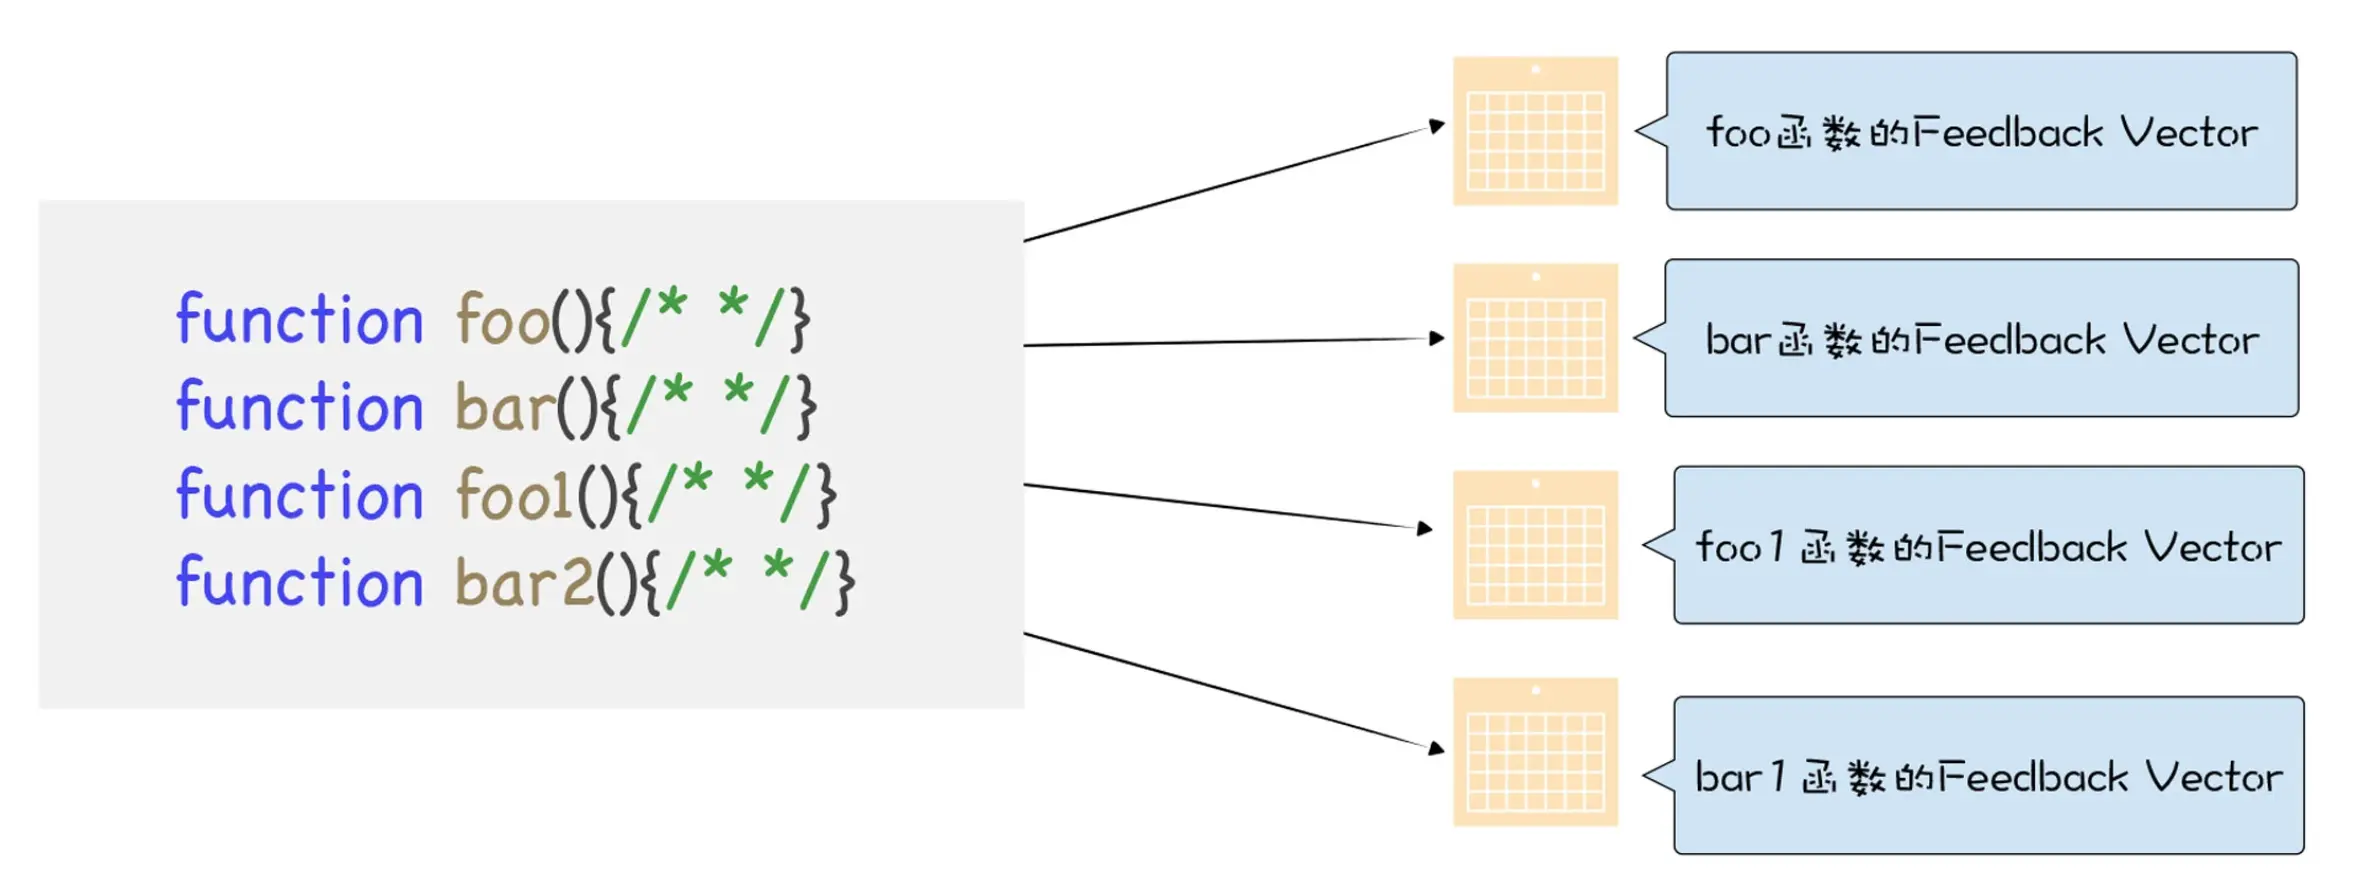 function foo(){/* */}
function bar(){/* */}
function foo1(){/* */}
function bar2(){/* */}
foo函数的Feedback Vector
bar函数的Feedback Vector
foo1函数的Feedback Vector
bar1函数的Feedback Vector